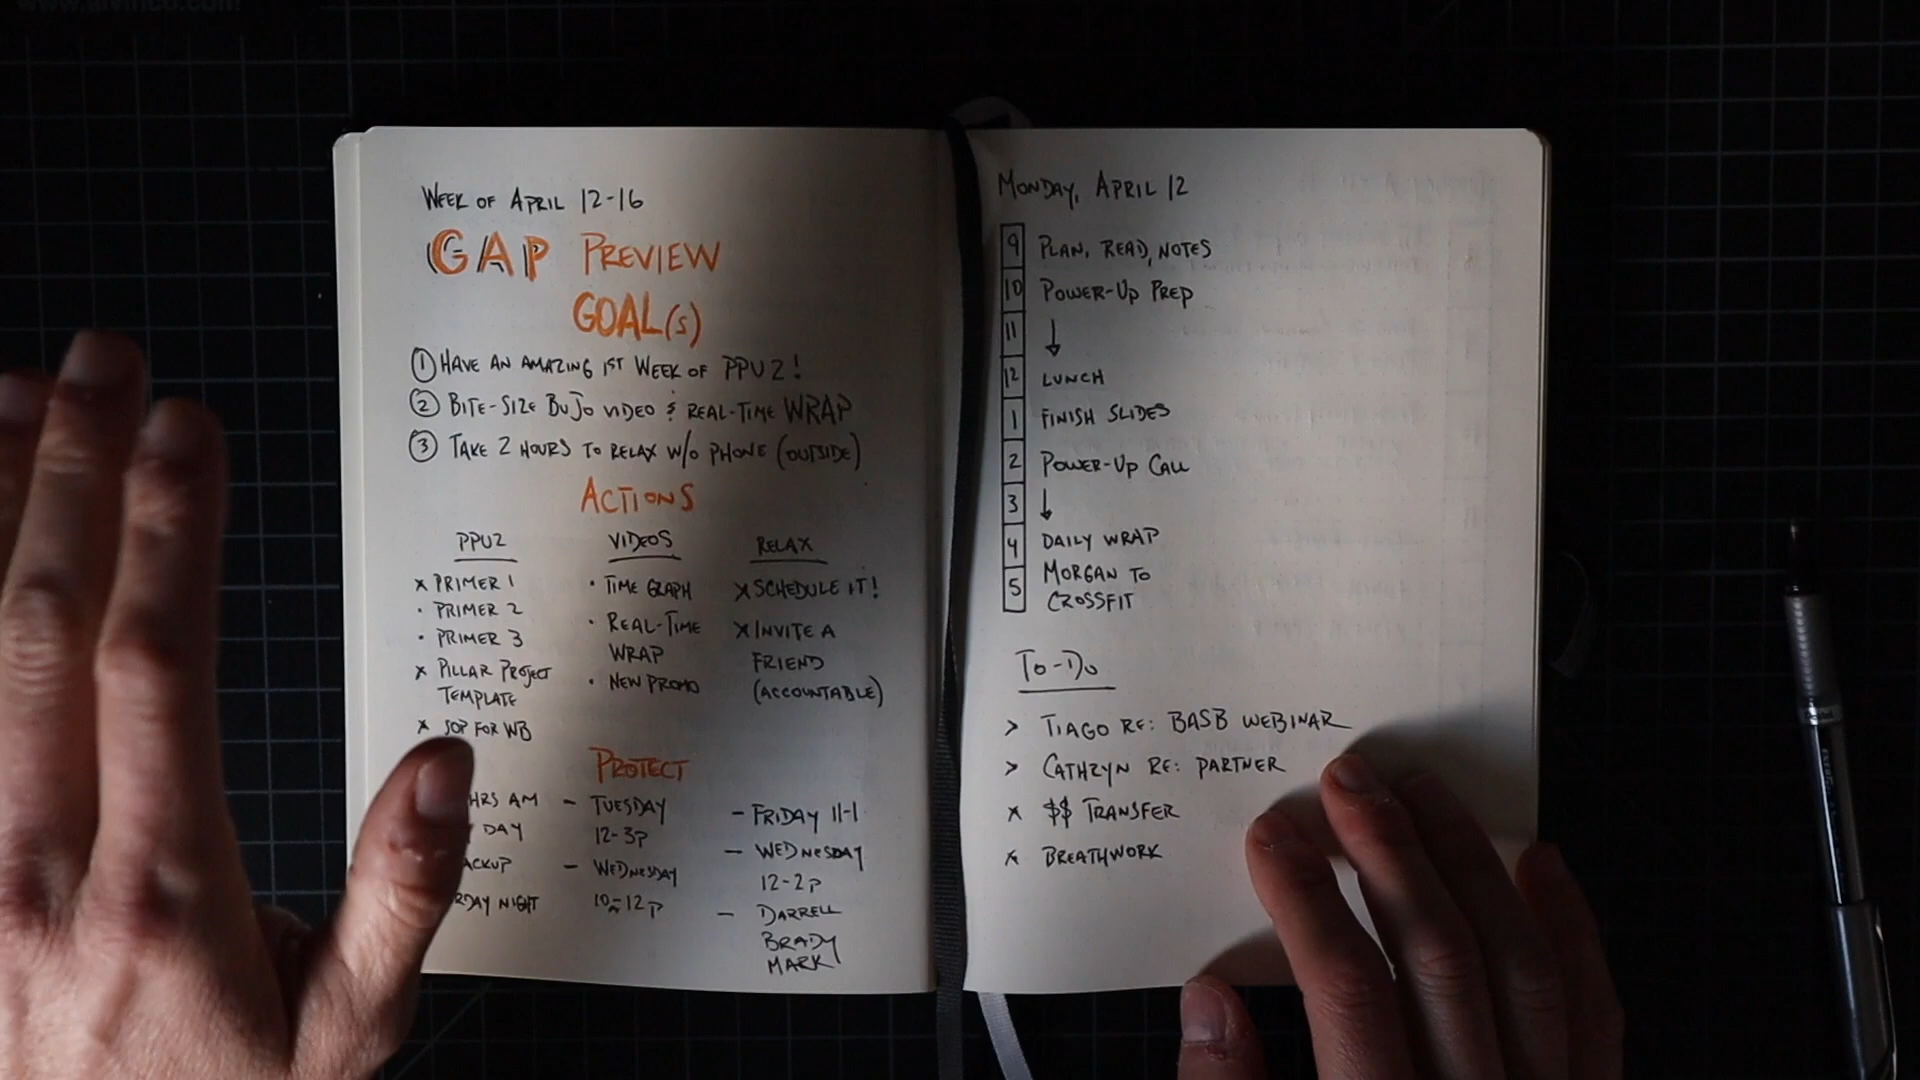 www.alvinco.com
WEEK OF APRIL 12-16
GAP PREVIEW
GOAL(S)
① HAVE AN AMAZING 1ST WEEK OF PPU2!
② BITE-SIZE BUJO VIDEO & REAL-TIME WRAP
③ TAKE 2 HOURS TO RELAX W/O PHONE (OUTSIDE)
ACTIONS
PPU2
x PRIMER 1
· PRIMER 2
· PRIMER 3
x PILLAR PROJECT
TEMPLATE
x SOP FOR WB
VIDEOS
· TIME GRAPH
· REAL-TIME
WRAP
· NEW PROMO
RELAX
x SCHEDULE IT!
x INVITE A
FRIEND
(ACCOUNTABLE)
PROTECT
HRS AM
DAY
ACKUP
RDAY NIGHT
- TUESDAY
12-3P
- WEDNESDAY
10-12P
- FRIDAY 11-1
- WEDNESDAY
12-2P
- DARRELL
BRADY
MARK
MONDAY, APRIL 12
9 PLAN, READ, NOTES
10 POWER-UP PREP
11 ↓
12 LUNCH
1 FINISH SLIDES
2 POWER-UP CALL
3 ↓
4 DAILY WRAP
5 MORGAN TO
CROSSFIT
TO-DO
> TIAGO RE: BASB WEBINAR
> CATHRYN RE: PARTNER
x $$ TRANSFER
x BREATHWORK